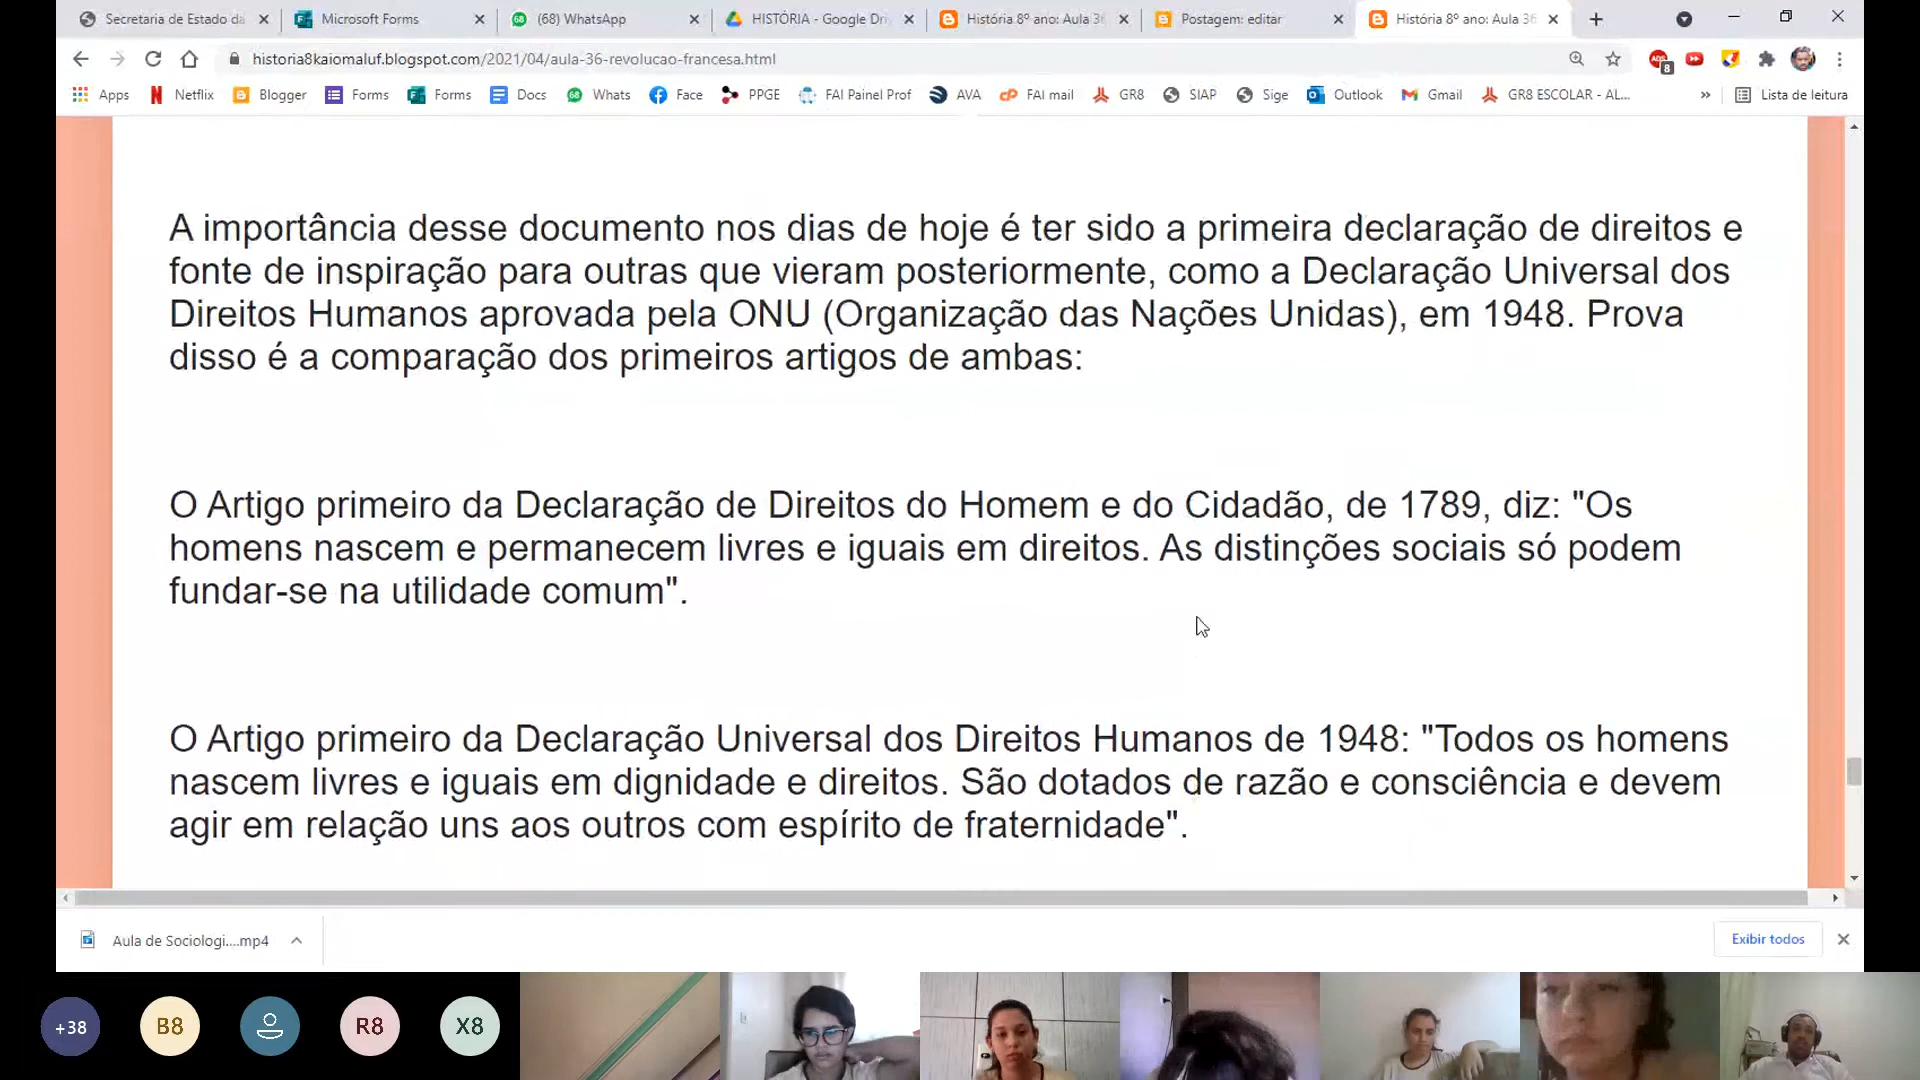 Secretaria de Estado da
Microsoft Forms
(68) WhatsApp
HISTÓRIA - Google Dri
História 8º ano: Aula 36
Postagem: editar
História 8º ano: Aula 36
historia8kaiomaluf.blogspot.com/2021/04/aula-36-revolucao-francesa.html
Apps Netflix Blogger Forms Forms Docs Whats Face PPGE FAI Painel Prof AVA FAI mail GR8 SIAP Sige Outlook Gmail GR8 ESCOLAR - AL... » Lista de leitura
A importância desse documento nos dias de hoje é ter sido a primeira declaração de direitos e
fonte de inspiração para outras que vieram posteriormente, como a Declaração Universal dos
Direitos Humanos aprovada pela ONU (Organização das Nações Unidas), em 1948. Prova
disso é a comparação dos primeiros artigos de ambas:
O Artigo primeiro da Declaração de Direitos do Homem e do Cidadão, de 1789, diz: "Os
homens nascem e permanecem livres e iguais em direitos. As distinções sociais só podem
fundar-se na utilidade comum".
O Artigo primeiro da Declaração Universal dos Direitos Humanos de 1948: "Todos os homens
nascem livres e iguais em dignidade e direitos. São dotados de razão e consciência e devem
agir em relação uns aos outros com espírito de fraternidade".
Aula de Sociologi....mp4
Exibir todos
+38 B8 R8 X8